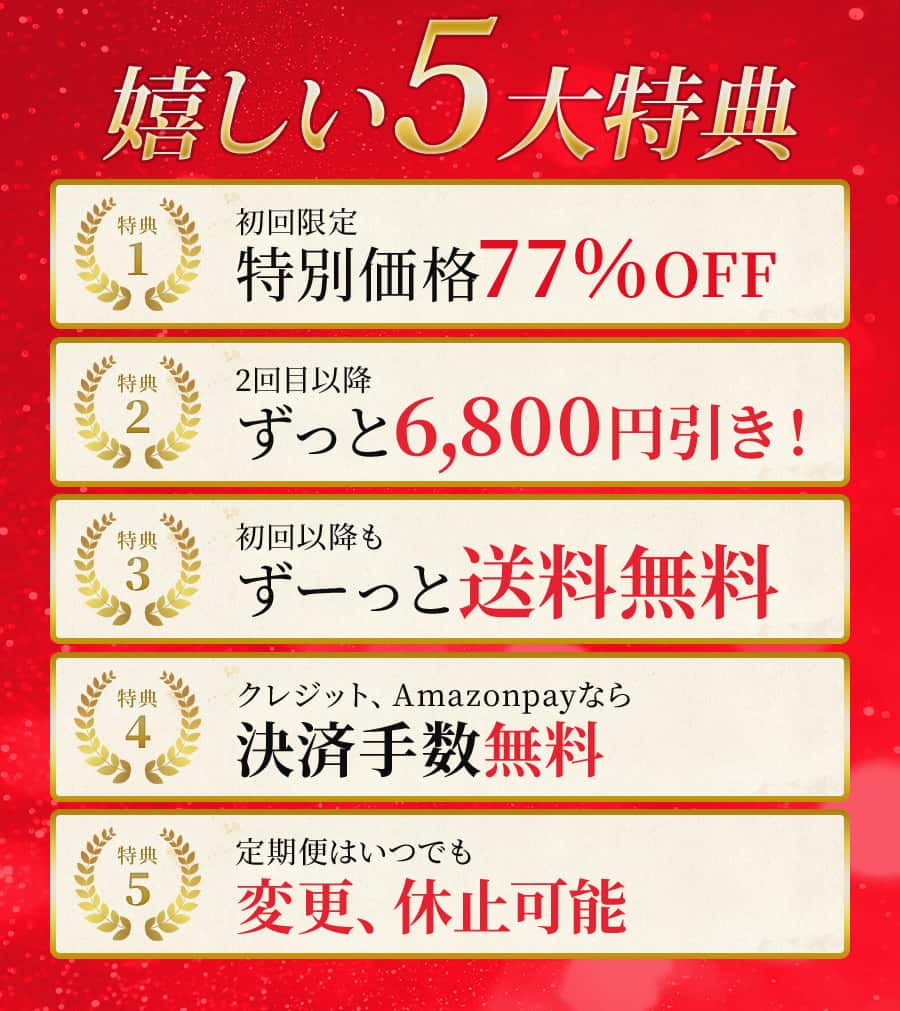 嬉しい5大特典
特典
1
初回限定
特別価格77%OFF
特典
2
2回目以降
ずっと6,800円引き!
特典
3
初回以降も
ずーっと送料無料
特典
4
クレジット、Amazonpayなら
決済手数無料
特典
5
定期便はいつでも
変更、休止可能